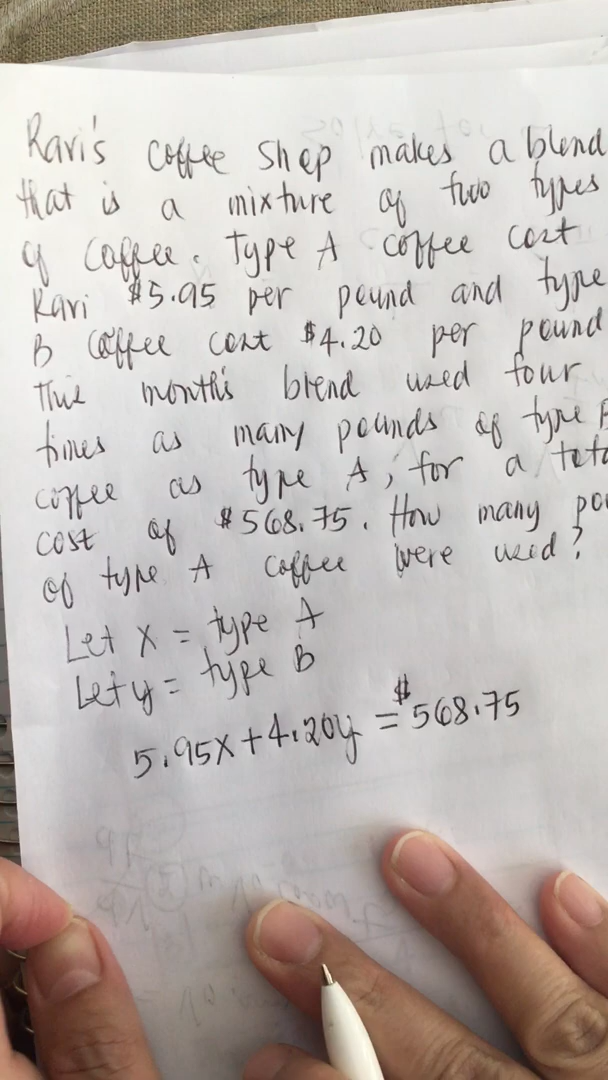 Ravi's coffee shop makes a blend
that is a mixture of two types
of coffee. Type A coffee cost
Ravi $5.95 per pound and type
B coffee cost $4.20 per pound
This month's blend used four
times as many pounds of type B
coffee as type A, for a tota
cost of $568.75. How many po
of type A coffee were used?
Let x = type A
Let y = type B
5.95x + 4.20y = $568.75